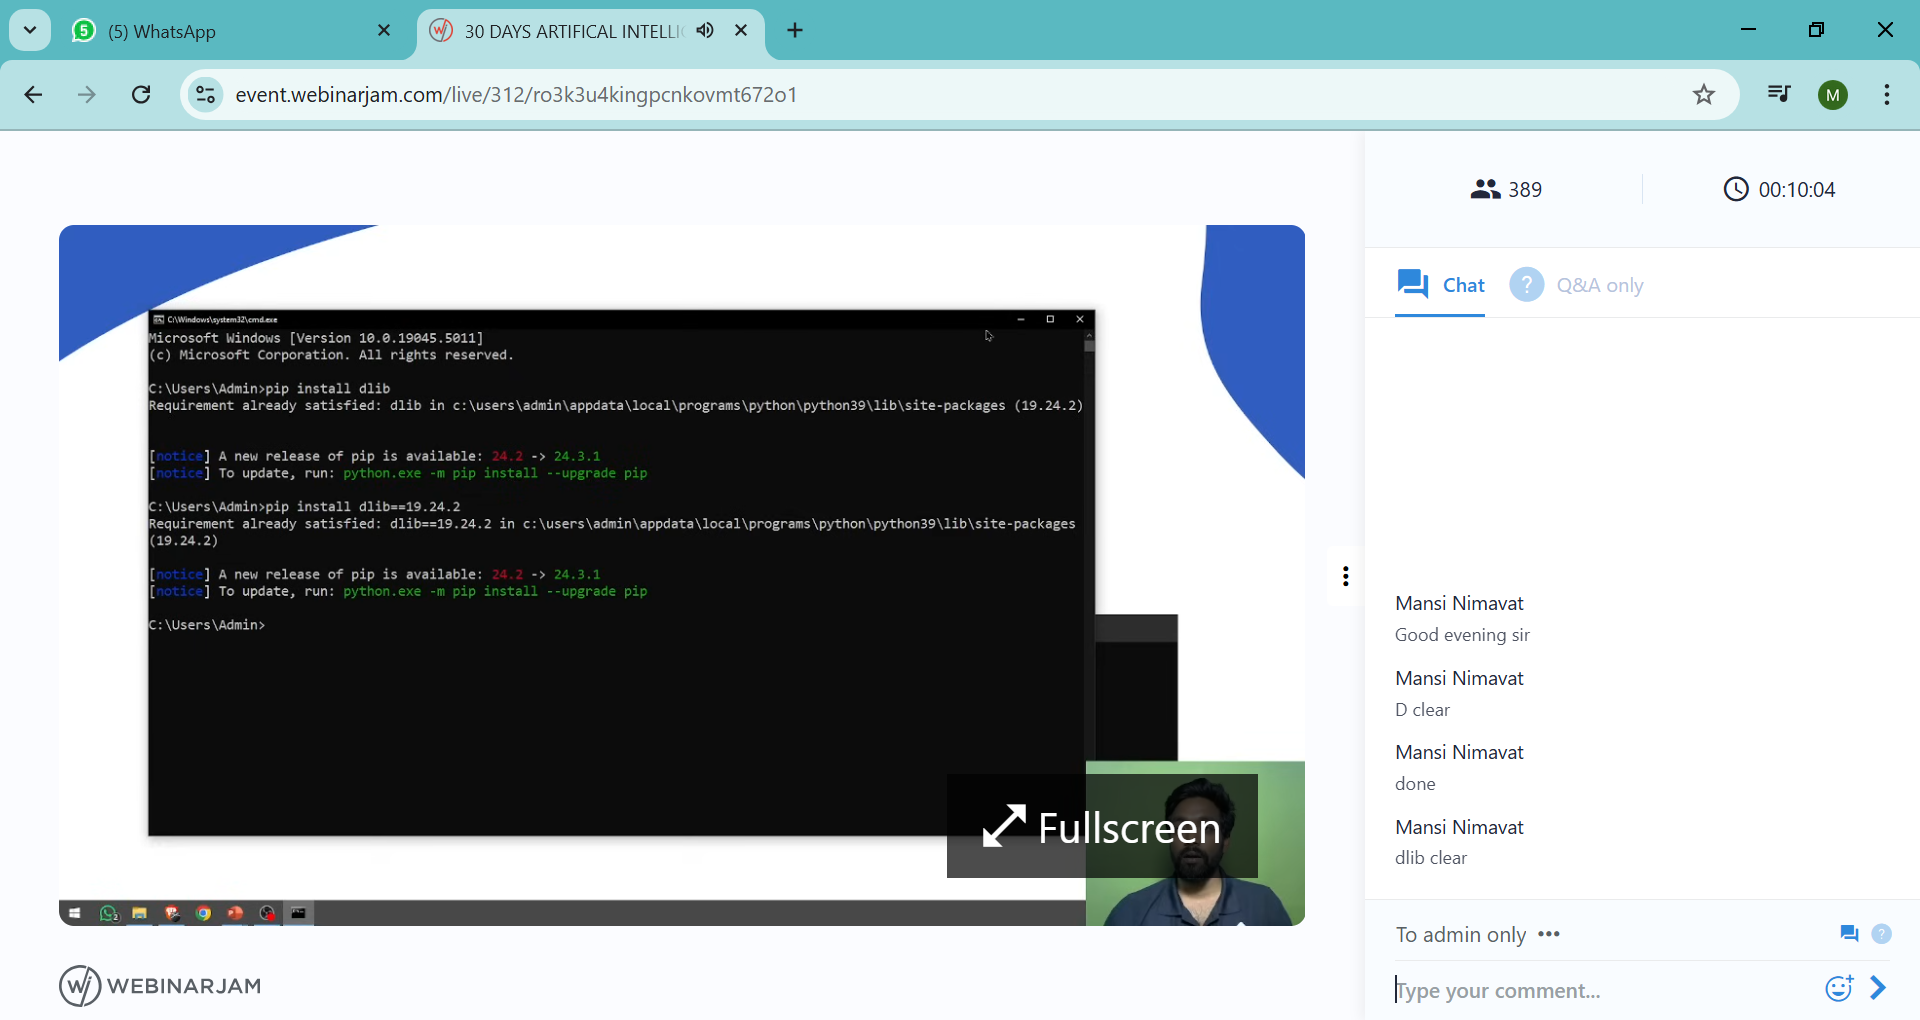 5
(5) WhatsApp
30 DAYS ARTIFICAL INTELLI
event.webinarjam.com/live/312/ro3k3u4kingpcnkovmt672o1
M
389
00:10:04
Chat
? Q&A only
C:\Windows\system32\cmd.exe
Microsoft Windows [Version 10.0.19045.5011]
(c) Microsoft Corporation. All rights reserved.
C:\Users\Admin>pip install dlib
Requirement already satisfied: dlib in c:\users\admin\appdata\local\programs\python\python39\lib\site-packages (19.24.2)
[notice] A new release of pip is available: 24.2 -> 24.3.1
[notice] To update, run: python.exe -m pip install --upgrade pip
C:\Users\Admin>pip install dlib==19.24.2
Requirement already satisfied: dlib==19.24.2 in c:\users\admin\appdata\local\programs\python\python39\lib\site-packages
(19.24.2)
[notice] A new release of pip is available: 24.2 -> 24.3.1
[notice] To update, run: python.exe -m pip install --upgrade pip
C:\Users\Admin>
Fullscreen
WEBINARJAM
Mansi Nimavat
Good evening sir
Mansi Nimavat
D clear
Mansi Nimavat
done
Mansi Nimavat
dlib clear
To admin only
?
Type your comment...